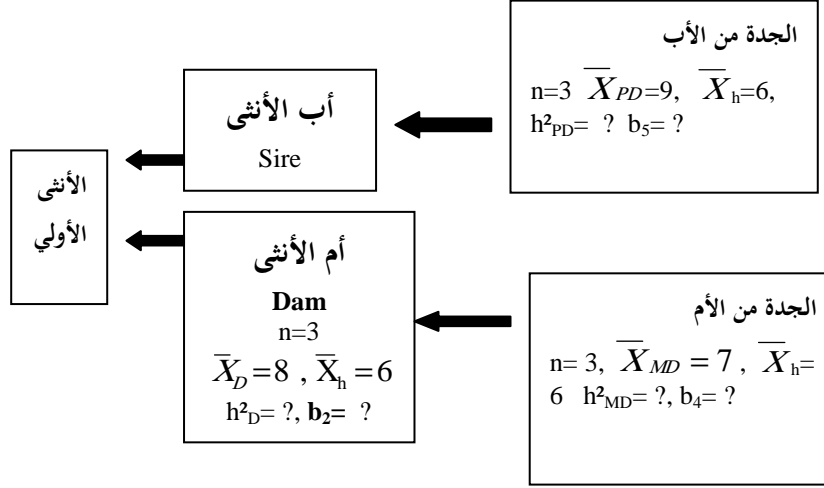 الجدة من الأب
n=3 X̅PD=9, X̅h=6,
h²PD= ? b₅= ?
أب الأنثى
Sire
الأنثى
الأولي
أم الأنثى
Dam
n=3
X̅D=8 , X̅h=6
h²D= ?, b₂= ?
الجدة من الأم
n= 3, X̅MD = 7 , X̅h=
6 h²MD= ?, b₄= ?